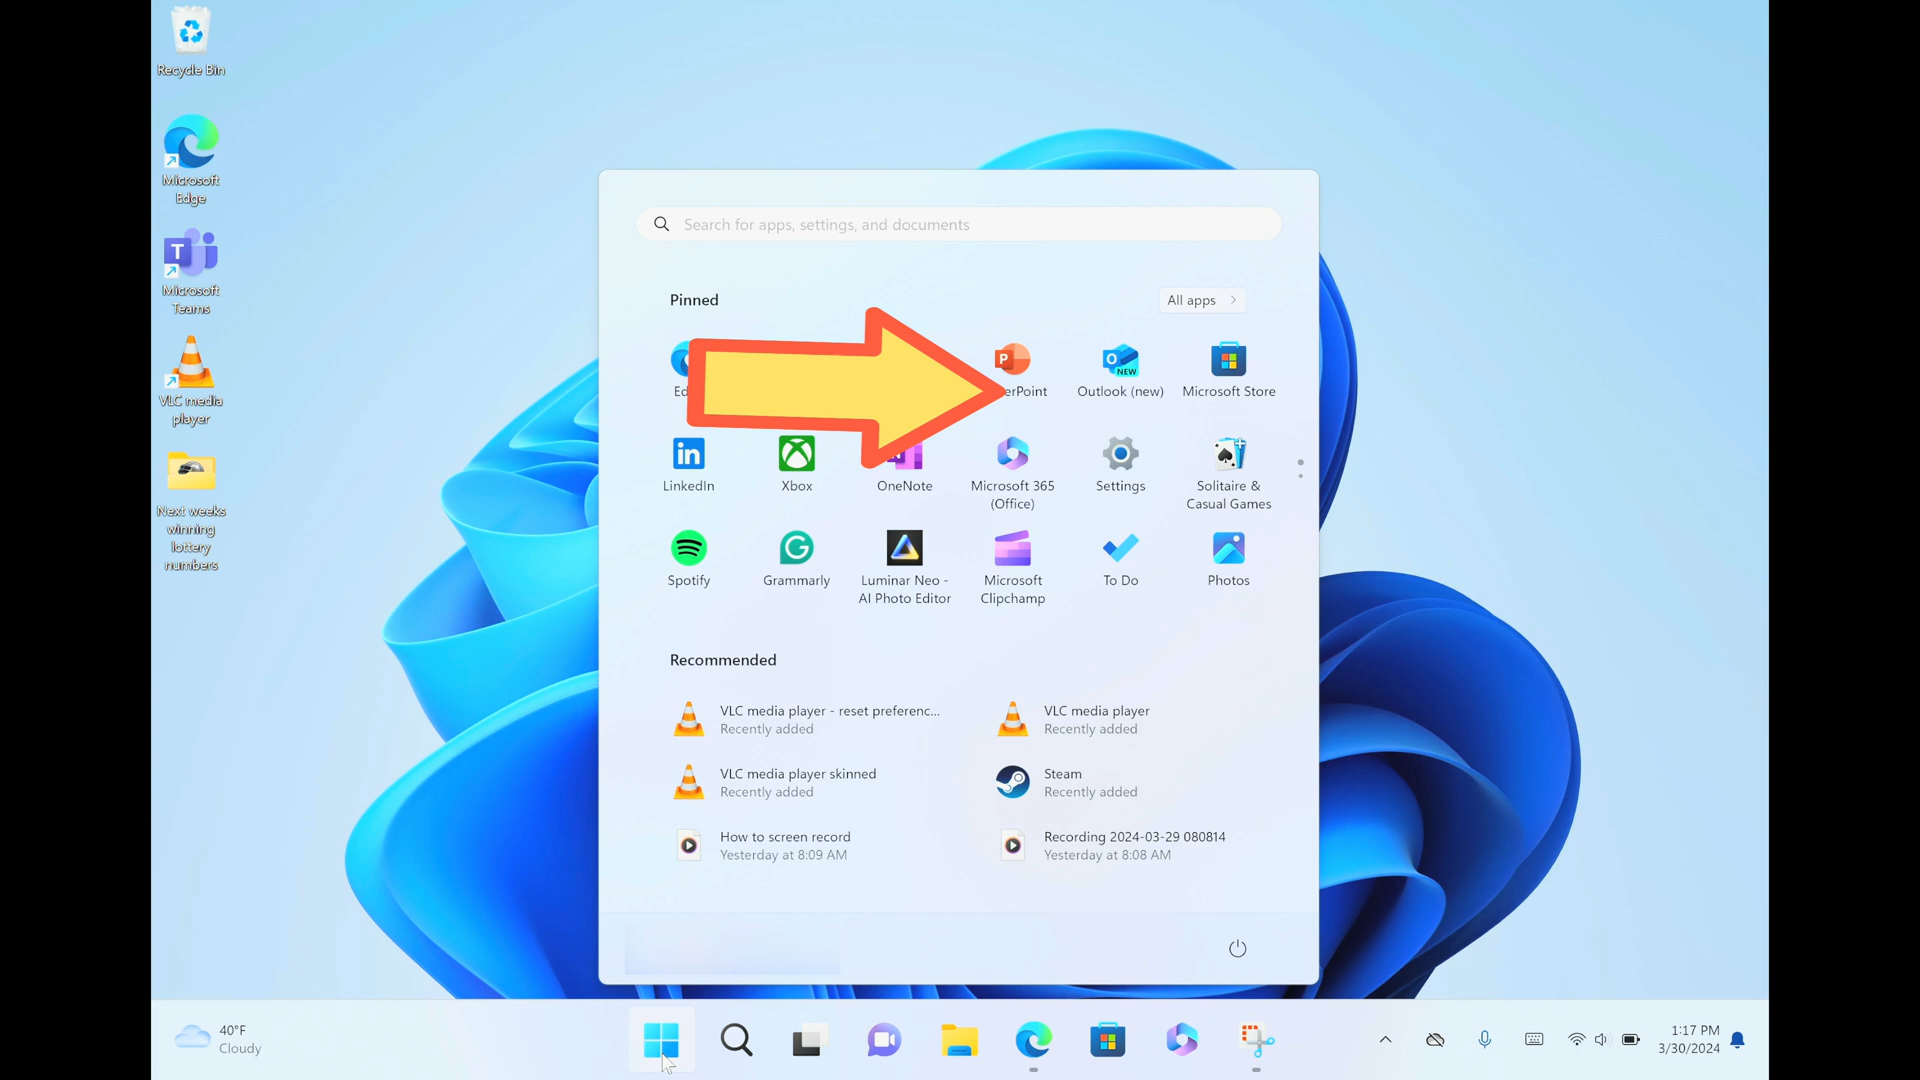 Recycle Bin
Microsoft
Edge
Microsoft
Teams
VLC media
player
Next weeks
winning
lottery
numbers
Search for apps, settings, and documents
Pinned
All apps
Outlook (new)
Microsoft Store
LinkedIn
Xbox
OneNote
Microsoft 365
(Office)
Settings
Solitaire &
Casual Games
Spotify
Grammarly
Luminar Neo -
AI Photo Editor
Microsoft
Clipchamp
To Do
Photos
Recommended
VLC media player - reset preferenc...
Recently added
VLC media player
Recently added
VLC media player skinned
Recently added
Steam
Recently added
How to screen record
Yesterday at 8:09 AM
Recording 2024-03-29 080814
Yesterday at 8:08 AM
40°F
Cloudy
1:17 PM
3/30/2024